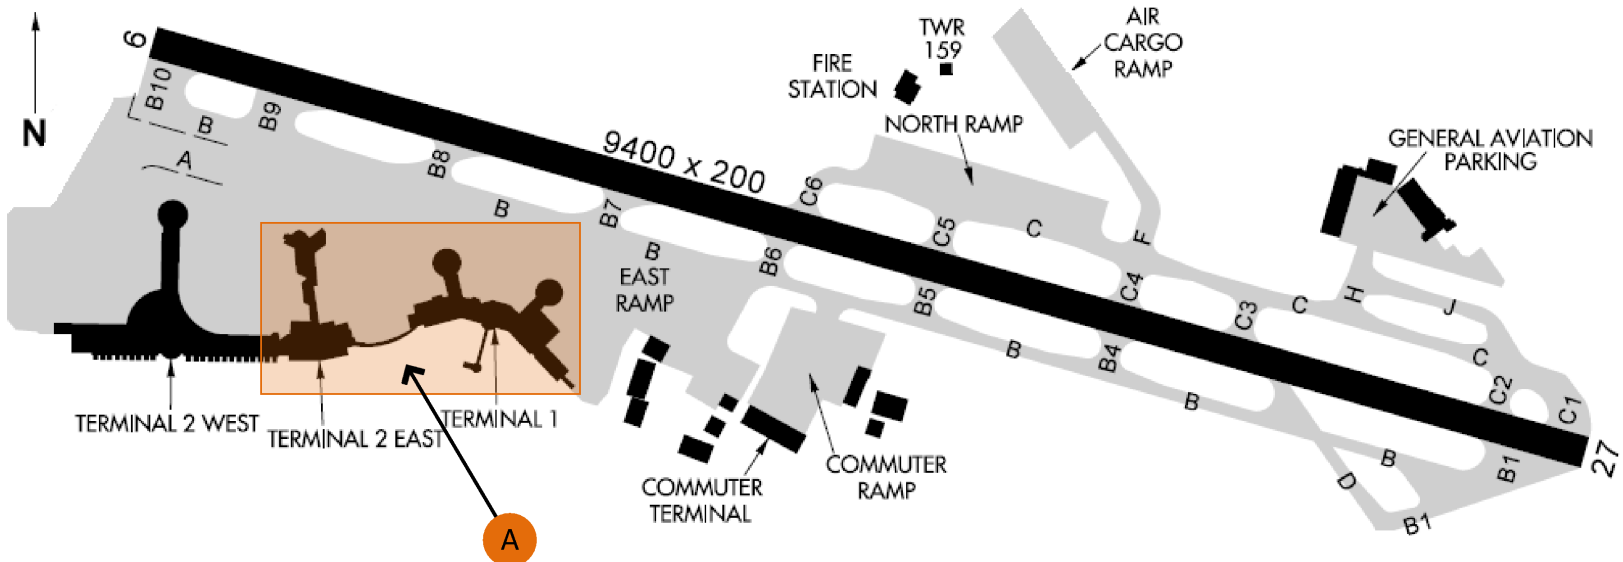 N
9
B10
B
A
B9
B8
B
B7
B
EAST
RAMP
B6
9400 x 200
FIRE
STATION
TWR
159
AIR
CARGO
RAMP
NORTH RAMP
GENERAL AVIATION
PARKING
C6
C5
C
F
C4
C3
C
H
J
C
C2
C1
B5
B
B4
B
B
D
B1
B1
27
TERMINAL 2 WEST
TERMINAL 2 EAST
TERMINAL 1
COMMUTER
TERMINAL
COMMUTER
RAMP
A